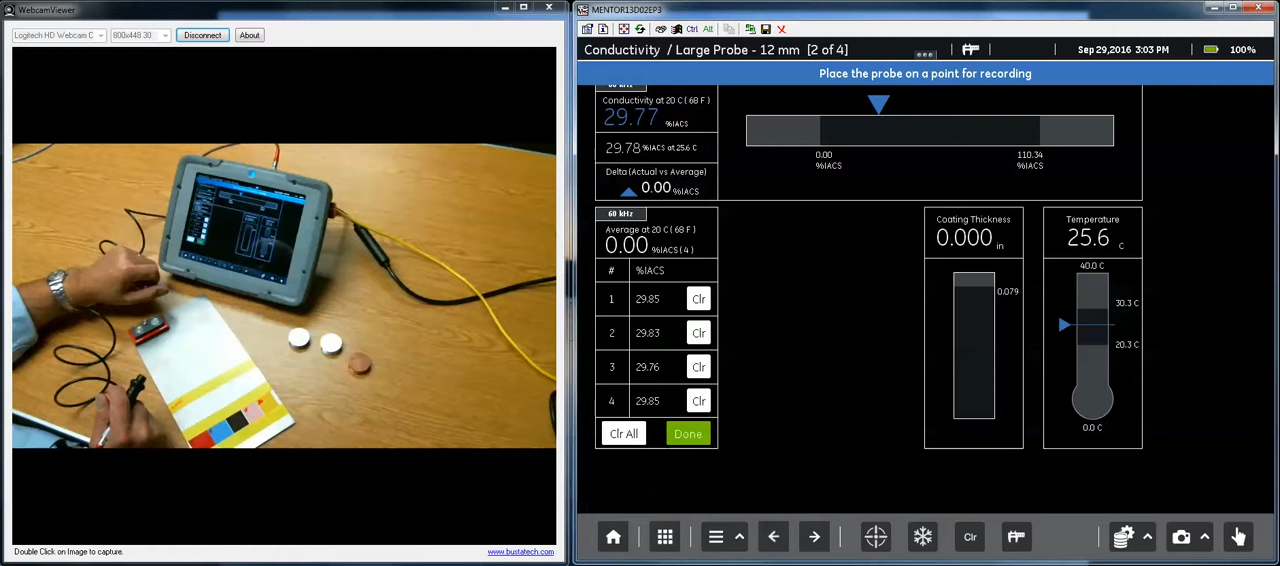 WebcamViewer
Logitech HD Webcam C
800x448 30
Disconnect
About
Double Click on Image to capture.
www.bustatech.com
MENTOR13D02EP3
Ctrl Alt
Conductivity / Large Probe - 12 mm [2 of 4]
Sep 29,2016 3:03 PM
100%
Place the probe on a point for recording
60 kHz
Conductivity at 20 C ( 68 F )
29.77 %IACS
29.78 %IACS at 25.6 C
Delta (Actual vs Average)
0.00 %IACS
0.00
%IACS
110.34
%IACS
60 kHz
Average at 20 C ( 68 F )
0.00 %IACS ( 4 )
# %IACS
1 29.85 Clr
2 29.83 Clr
3 29.76 Clr
4 29.85 Clr
Clr All Done
Coating Thickness
0.000 in
0.079
Temperature
25.6 C
40.0 C
30.3 C
20.3 C
0.0 C
Clr